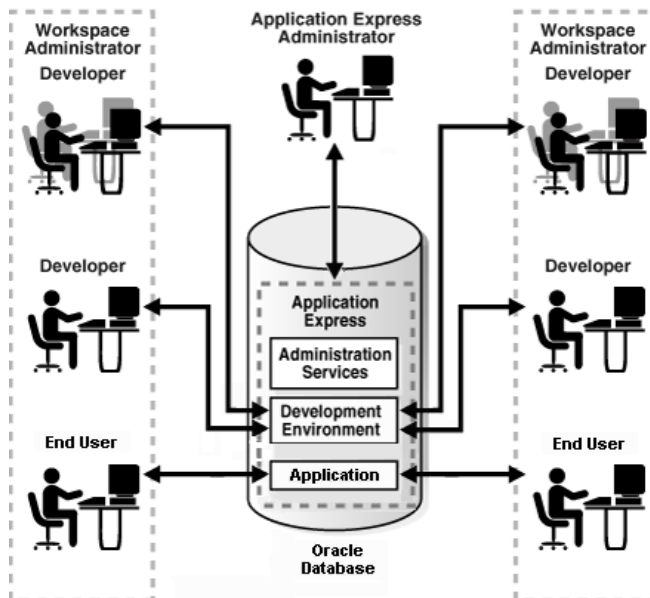 Workspace
Administrator
Developer
Application Express
Administrator
Workspace
Administrator
Developer
Developer
Developer
Application
Express
Administration
Services
Development
Environment
End User
End User
Application
Oracle
Database